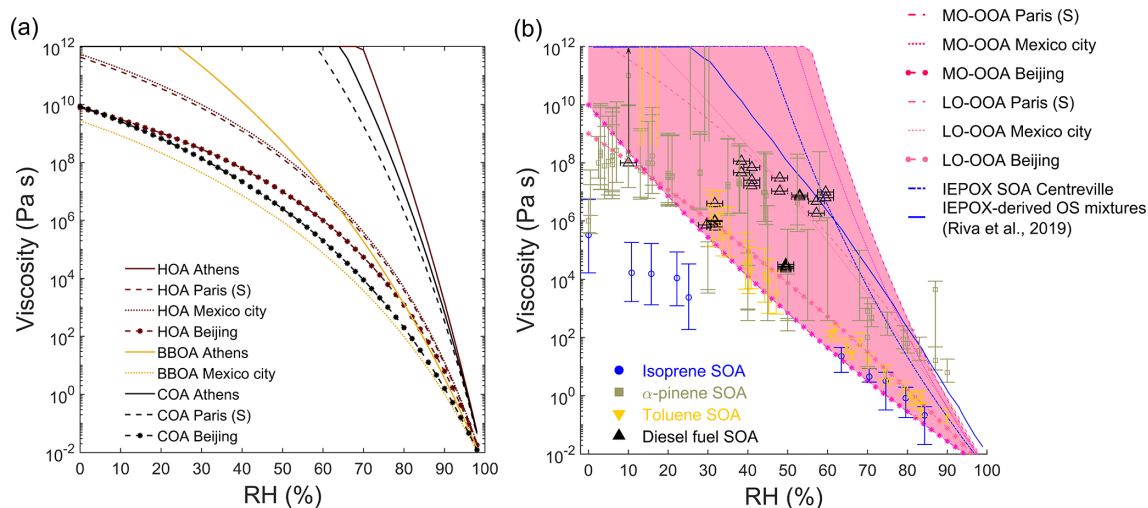 (a)
Viscosity (Pa s)
10^12
10^10
10^8
10^6
10^4
10^2
10^0
10^-2
HOA Athens
HOA Paris (S)
HOA Mexico city
HOA Beijing
BBOA Athens
BBOA Mexico city
COA Athens
COA Paris (S)
COA Beijing
0 10 20 30 40 50 60 70 80 90 100
RH (%)
(b)
Viscosity (Pa s)
10^12
10^10
10^8
10^6
10^4
10^2
10^0
10^-2
Isoprene SOA
α-pinene SOA
Toluene SOA
Diesel fuel SOA
0 10 20 30 40 50 60 70 80 90 100
RH (%)
MO-OOA Paris (S)
MO-OOA Mexico city
MO-OOA Beijing
LO-OOA Paris (S)
LO-OOA Mexico city
LO-OOA Beijing
IEPOX SOA Centreville
IEPOX-derived OS mixtures
(Riva et al., 2019)